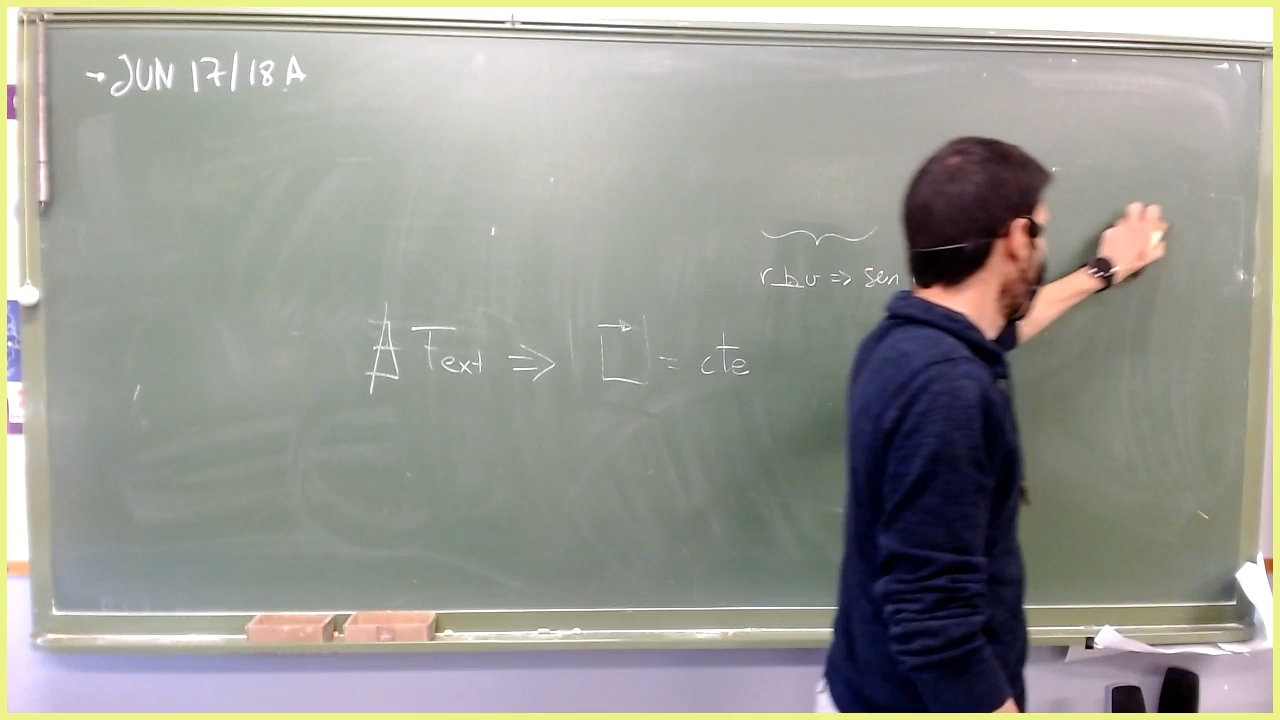 → JUN 17/18 A
r ⊥ v => sen
∄ Fext => |L⃗| = cte